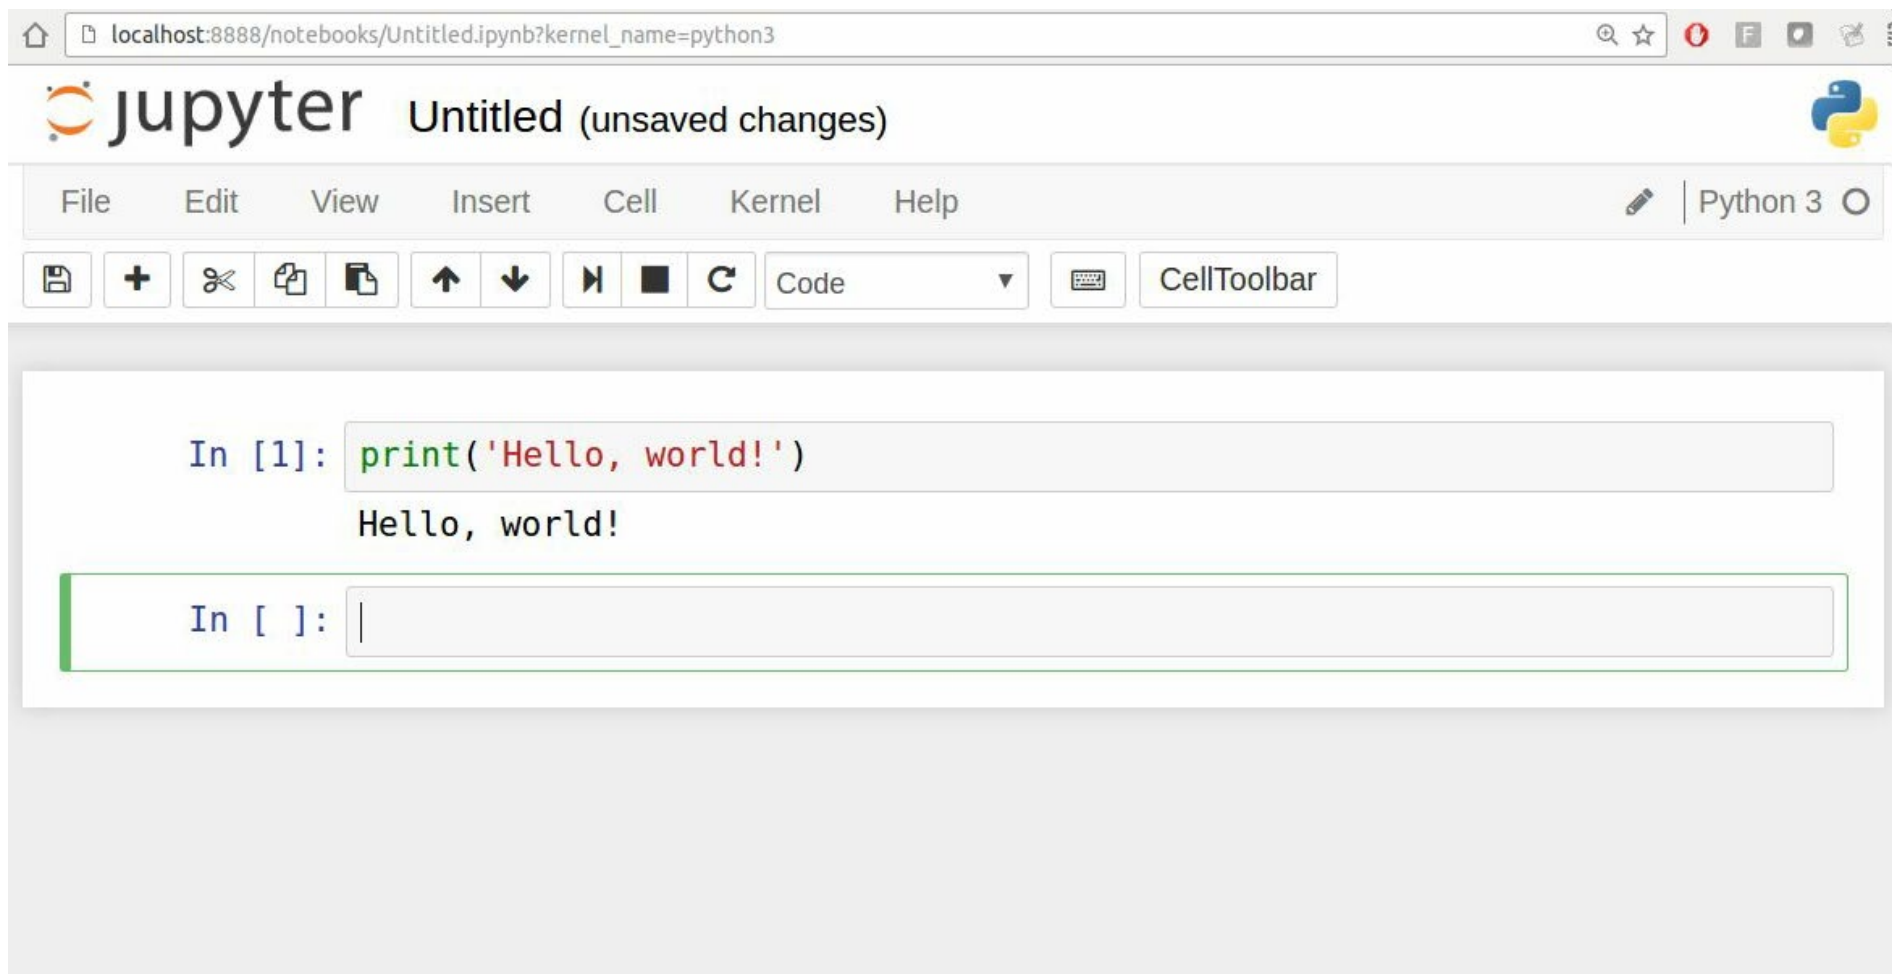 localhost:8888/notebooks/Untitled.ipynb?kernel_name=python3
jupyter Untitled (unsaved changes)
File Edit View Insert Cell Kernel Help Python 3
Code CellToolbar
In [1]: print('Hello, world!')
Hello, world!
In [ ]: